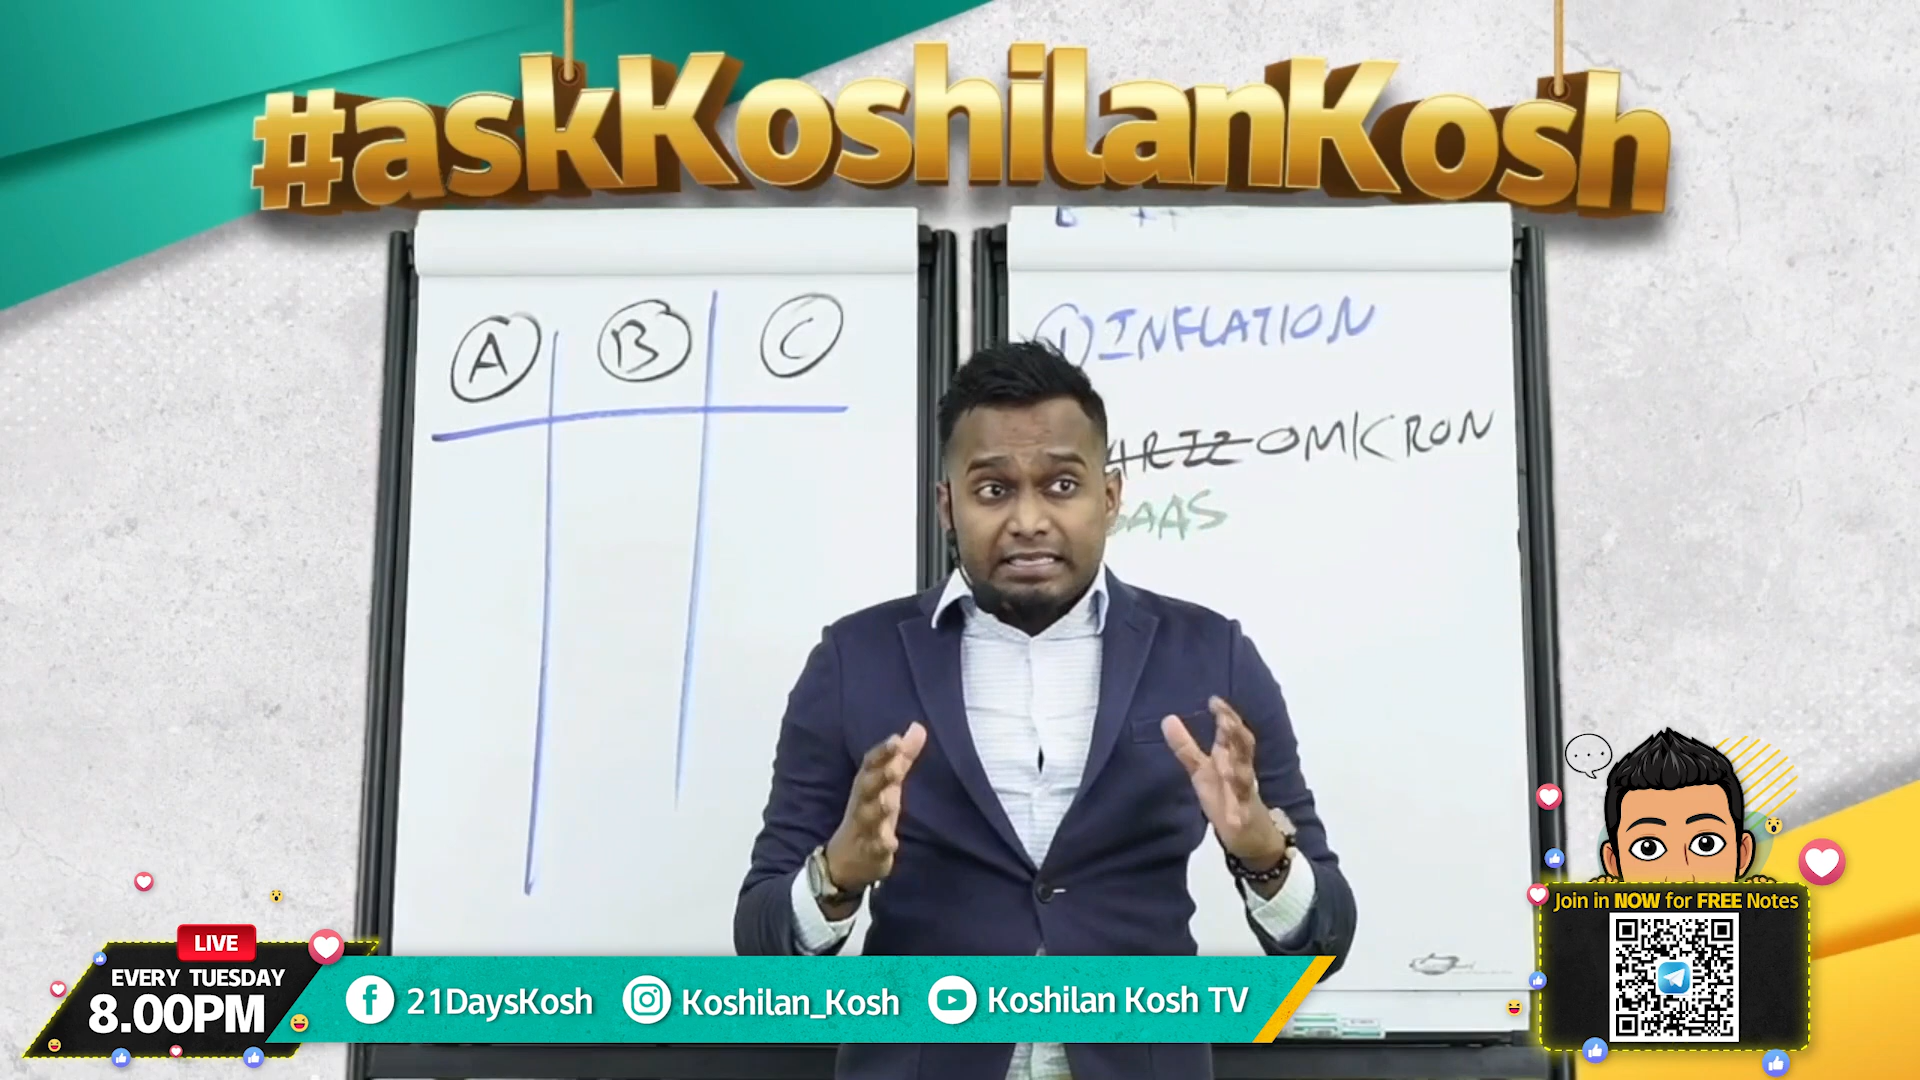 #askKoshilanKosh
A B C
1 INFLATION
OMICRON
SAAS
Join in NOW for FREE Notes
LIVE
EVERY TUESDAY
8.00PM
21DaysKosh
Koshilan_Kosh
Koshilan Kosh TV